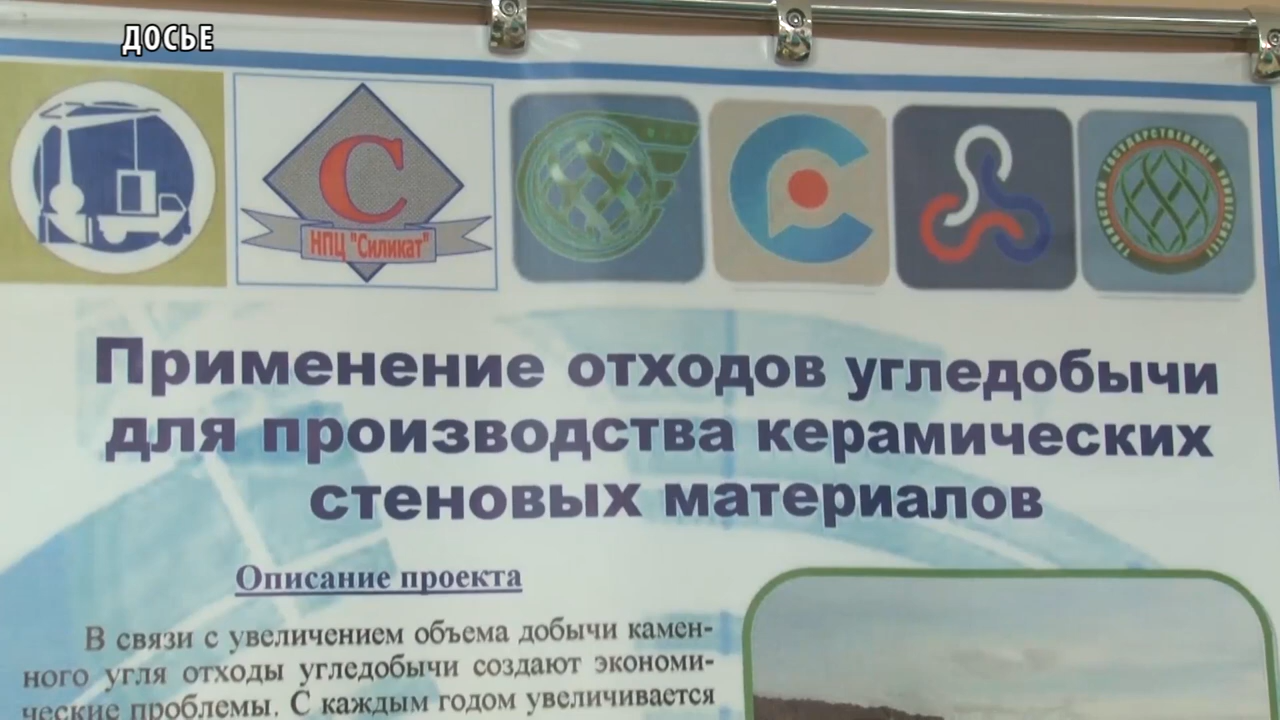 ДОСЬЕ
С
НПЦ "Силикат"
Применение отходов угледобычи
для производства керамических
стеновых материалов
Описание проекта
В связи с увеличением объема добычи камен-
ного угля отходы угледобычи создают экономи-
ческие проблемы. С каждым годом увеличивается